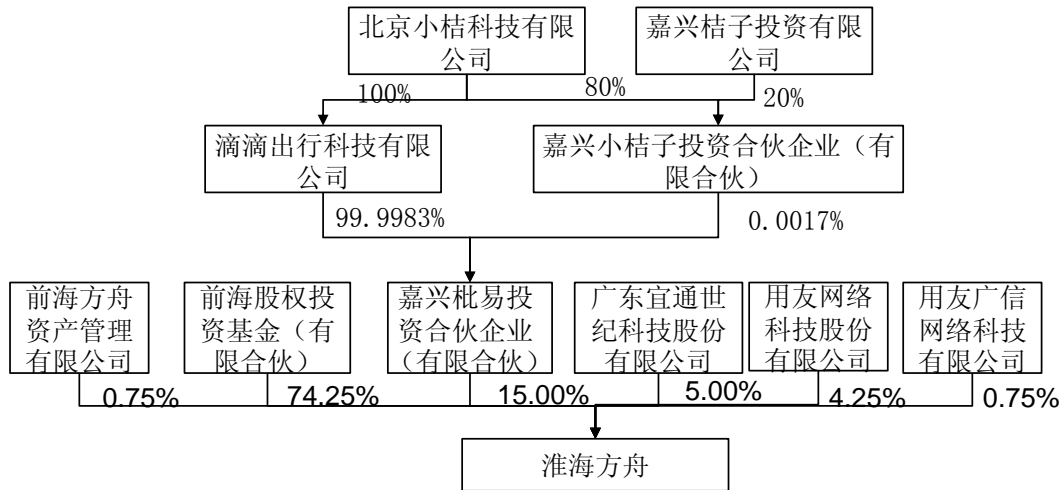 北京小桔科技有限
公司
嘉兴桔子投资有限
公司
100%
80%
20%
滴滴出行科技有限
公司
嘉兴小桔子投资合伙企业（有
限合伙）
99.9983%
0.0017%
前海方舟
资产管理
有限公司
前海股权投
资基金（有
限合伙）
嘉兴枇易投
资合伙企业
（有限合伙）
广东宜通世
纪科技股份
有限公司
用友网络
科技股份
有限公司
用友广信
网络科技
有限公司
0.75%
74.25%
15.00%
5.00%
4.25%
0.75%
淮海方舟